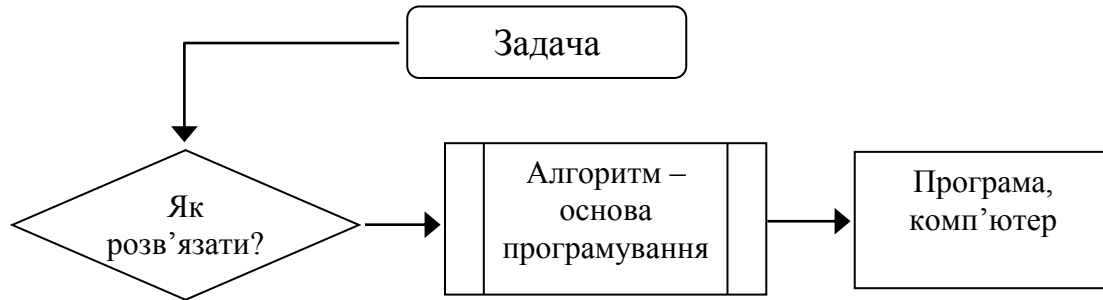 Задача
Як
розв’язати?
Алгоритм –
основа
програмування
Програма,
комп’ютер